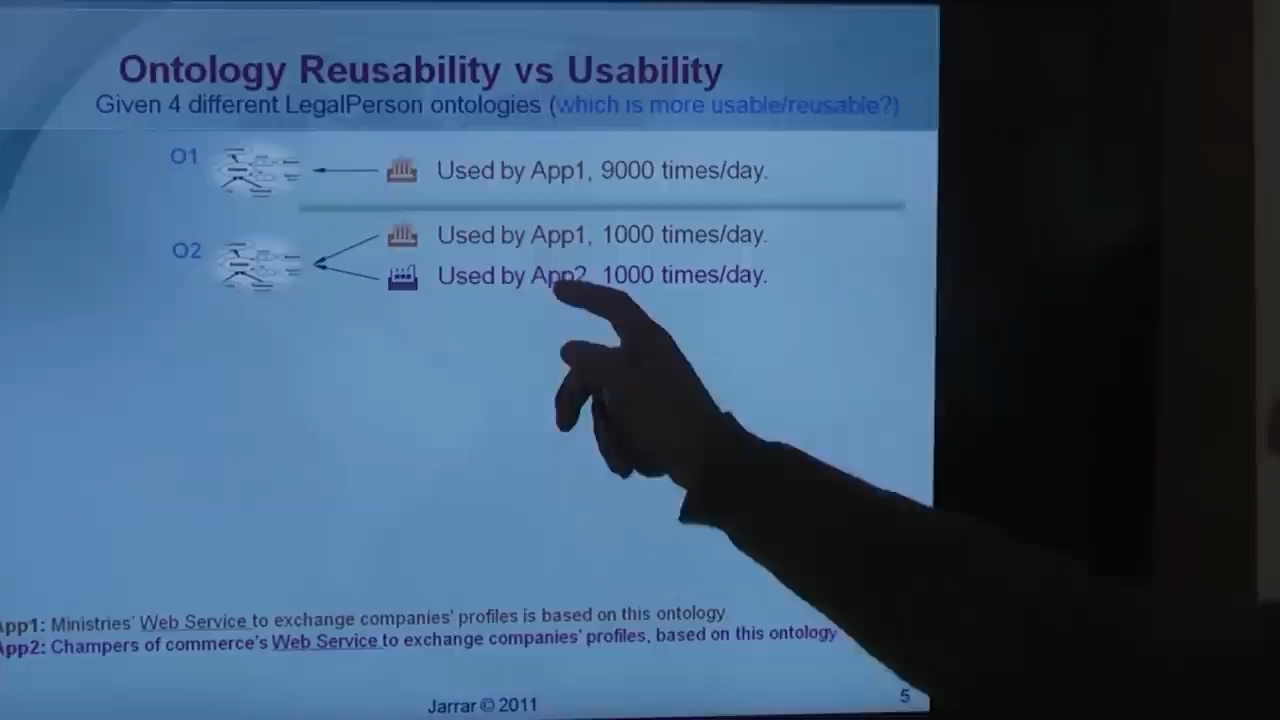 Ontology Reusability vs Usability
Given 4 different LegalPerson ontologies (which is more usable/reusable?)
O1
Used by App1, 9000 times/day.
O2
Used by App1, 1000 times/day.
Used by App2, 1000 times/day.
App1: Ministries' Web Service to exchange companies' profiles is based on this ontology.
App2: Champers of commerce's Web Service to exchange companies' profiles, based on this ontology
Jarrar © 2011
5